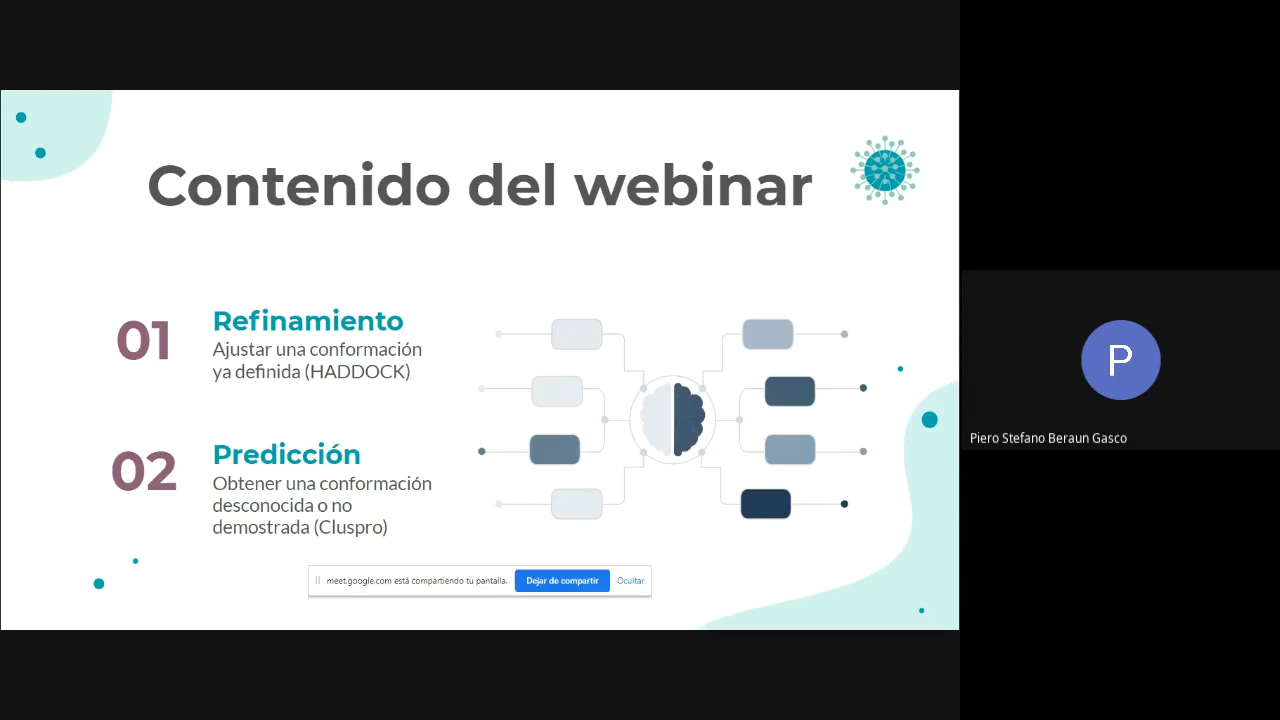 Contenido del webinar
01
Refinamiento
Ajustar una conformación
ya definida (HADDOCK)
02
Predicción
Obtener una conformación
desconocida o no
demostrada (Cluspro)
meet.google.com está compartiendo tu pantalla.
Dejar de compartir
Ocultar
P
Piero Stefano Beraun Gasco